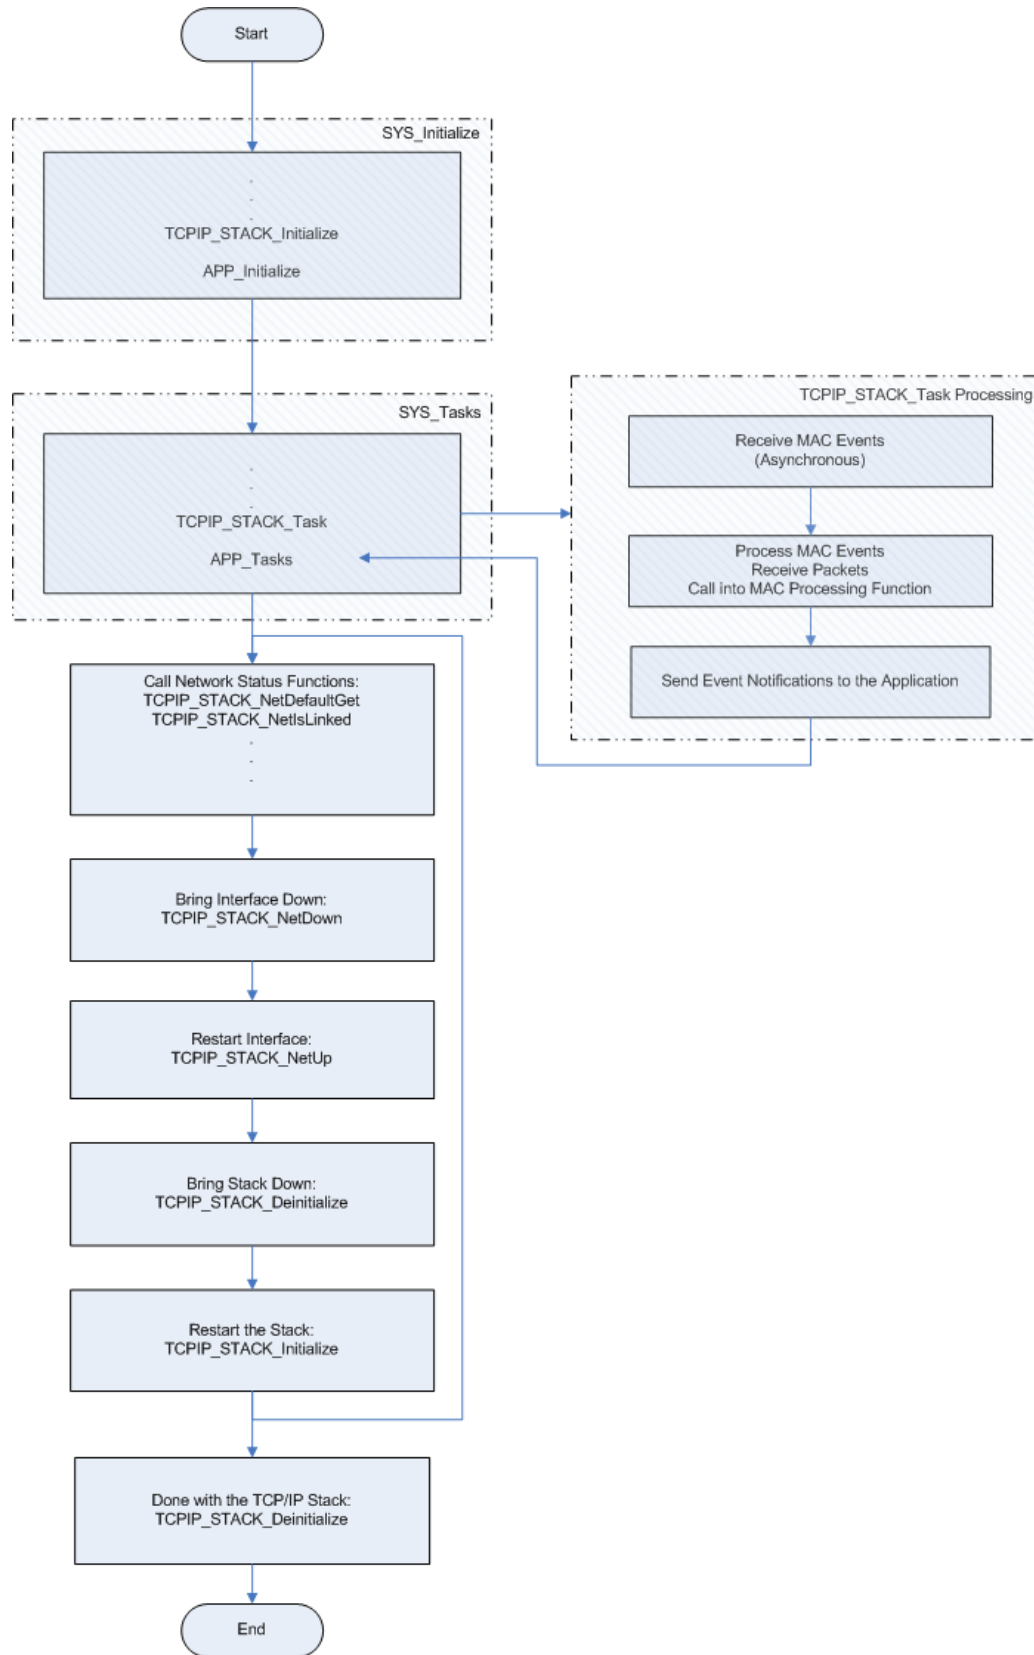 Start
SYS_Initialize
.
.
.
TCPIP_STACK_Initialize
APP_Initialize
SYS_Tasks
.
.
.
TCPIP_STACK_Task
APP_Tasks
TCPIP_STACK_Task Processing
Receive MAC Events
(Asynchronous)
Process MAC Events
Receive Packets
Call into MAC Processing Function
Send Event Notifications to the Application
Call Network Status Functions:
TCPIP_STACK_NetDefaultGet
TCPIP_STACK_NetIsLinked
.
.
.
Bring Interface Down:
TCPIP_STACK_NetDown
Restart Interface:
TCPIP_STACK_NetUp
Bring Stack Down:
TCPIP_STACK_Deinitialize
Restart the Stack:
TCPIP_STACK_Initialize
Done with the TCP/IP Stack:
TCPIP_STACK_Deinitialize
End